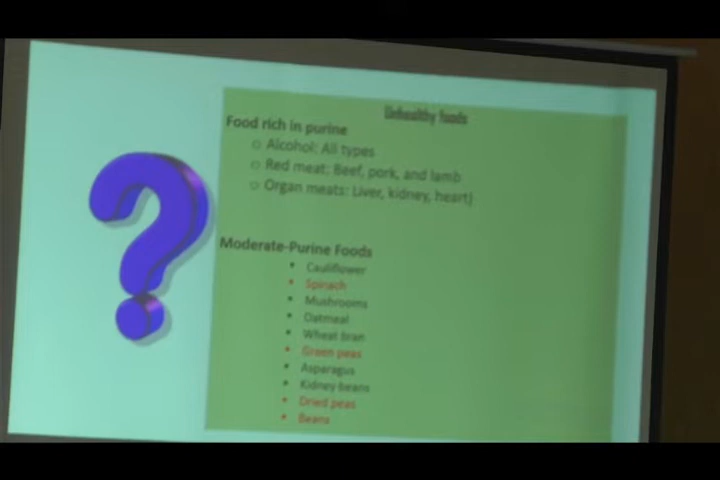 Unhealthy foods
Food rich in purine
Alcohol: All types
Red meat: Beef, pork, and lamb
Organ meats: Liver, kidney, heart)
Moderate-Purine Foods
Cauliflower
Spinach
Mushrooms
Oatmeal
Wheat bran
Green peas
Asparagus
Kidney beans
Dried peas
Beans